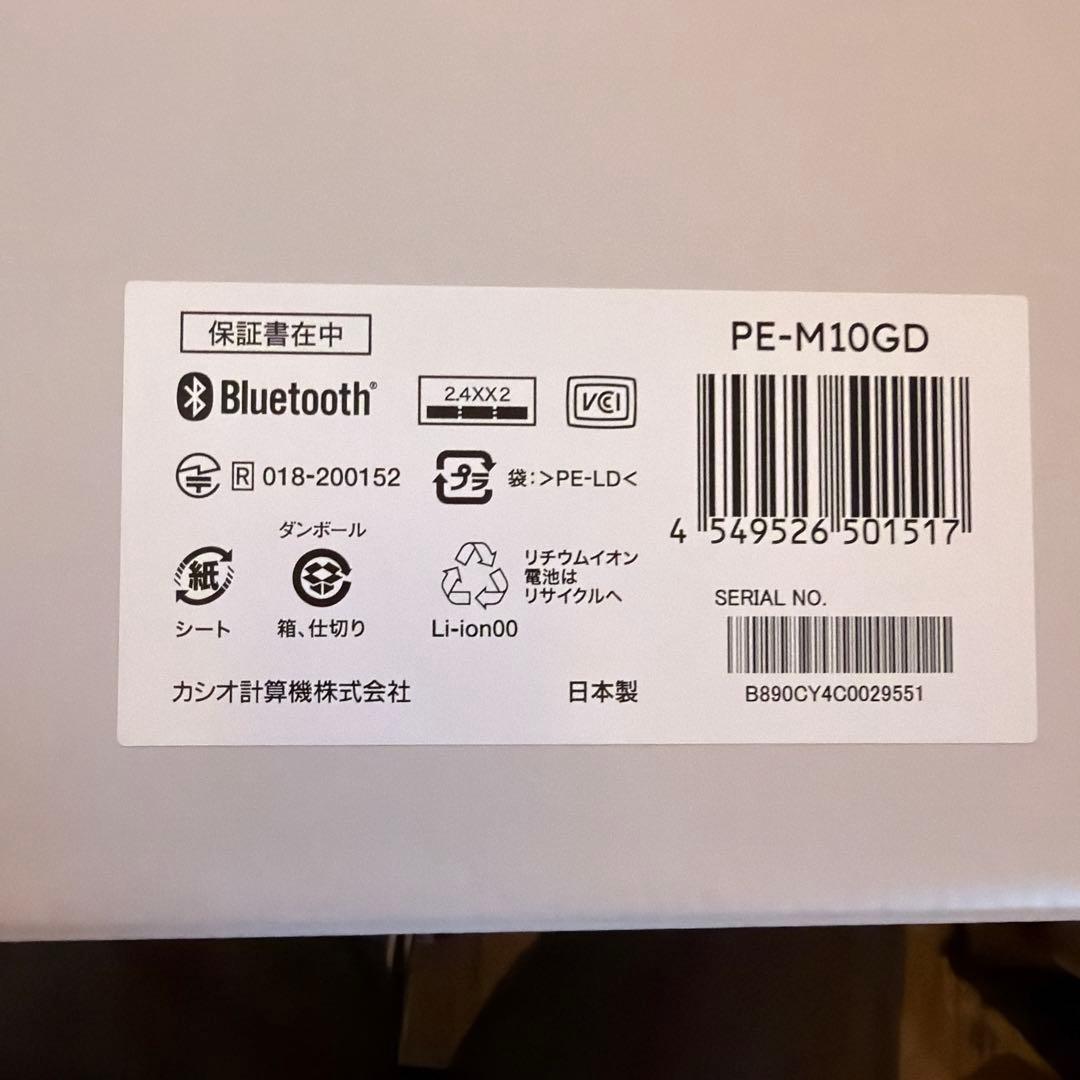 保証書在中
Bluetooth®
2.4XX2
VCI
R 018-200152
プラ
袋:>PE-LD<
ダンボール
紙
シート
箱、仕切り
リチウムイオン
電池は
リサイクルへ
Li-ion00
カシオ計算機株式会社
日本製
PE-M10GD
4 549526 501517
SERIAL NO.
B890CY4C0029551